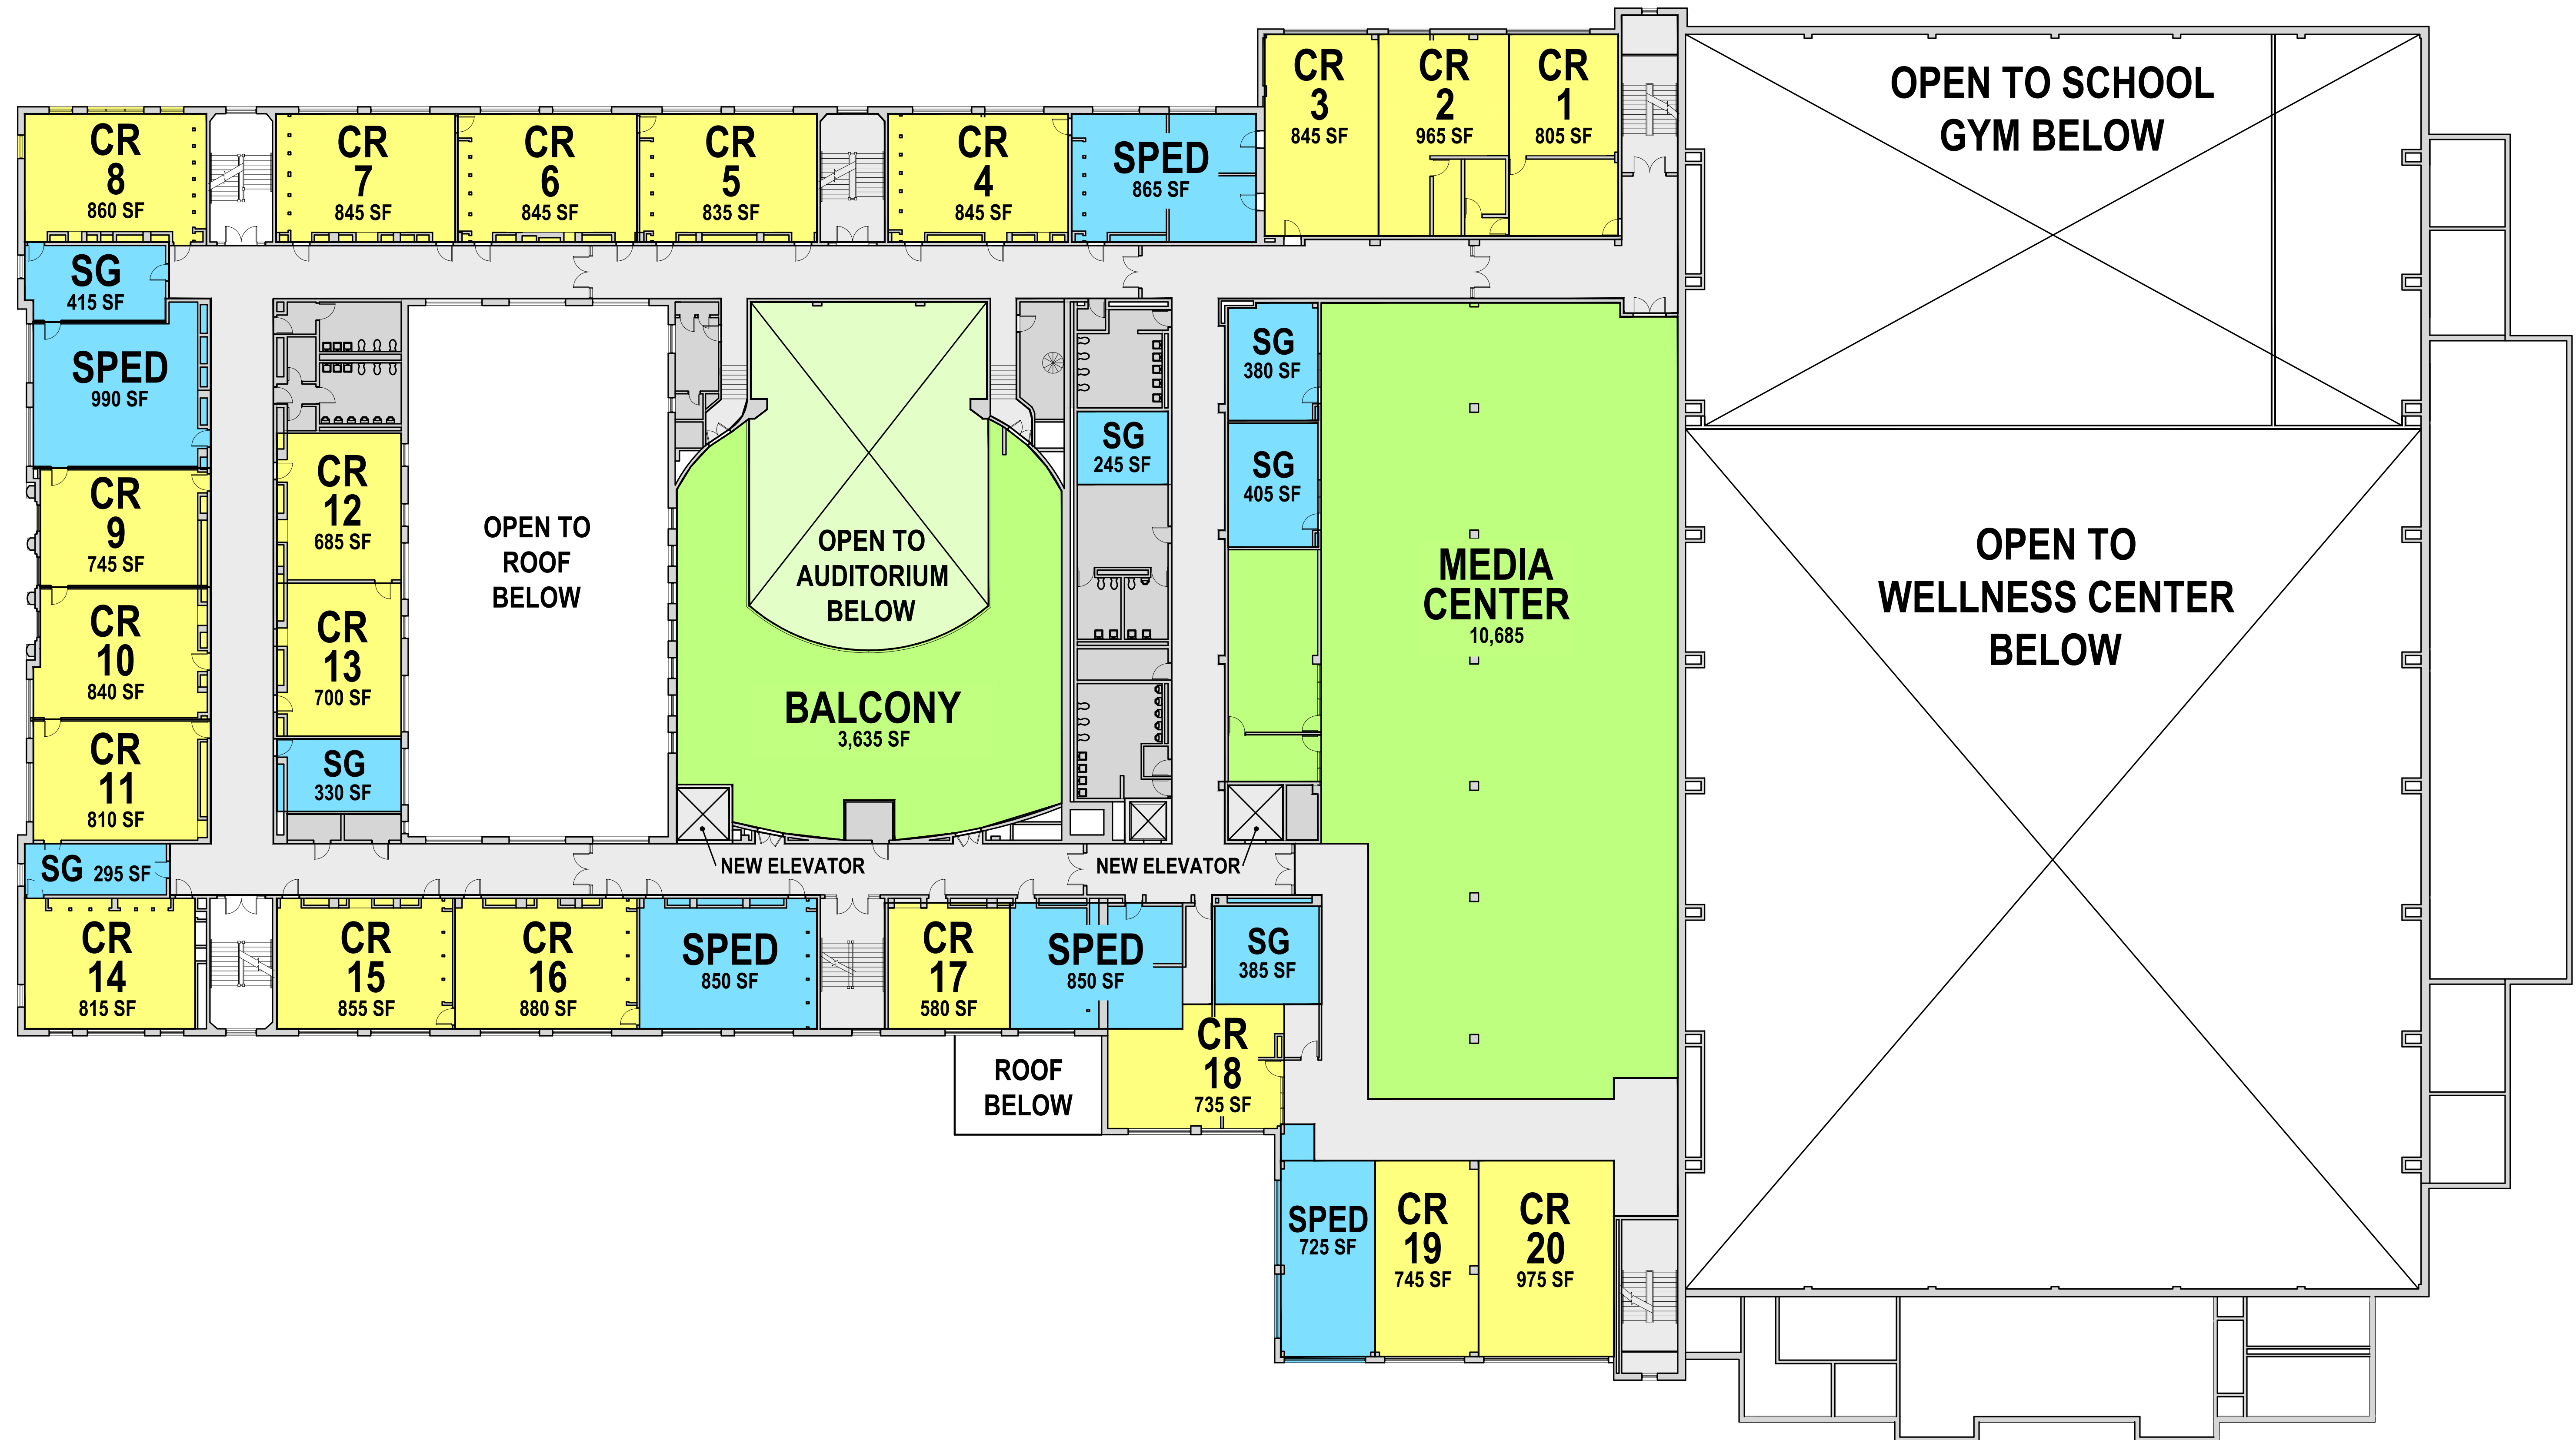 CR
3
845 SF
CR
2
965 SF
CR
1
805 SF
OPEN TO SCHOOL
GYM BELOW
CR
8
860 SF
CR
7
845 SF
CR
6
845 SF
CR
5
835 SF
CR
4
845 SF
SPED
865 SF
SG
415 SF
SPED
990 SF
SG
380 SF
SG
245 SF
SG
405 SF
CR
9
745 SF
CR
12
685 SF
OPEN TO
ROOF
BELOW
OPEN TO
AUDITORIUM
BELOW
MEDIA
CENTER
10,685
OPEN TO
WELLNESS CENTER
BELOW
CR
10
840 SF
CR
13
700 SF
BALCONY
3,635 SF
CR
11
810 SF
SG
330 SF
SG 295 SF
NEW ELEVATOR
NEW ELEVATOR
CR
14
815 SF
CR
15
855 SF
CR
16
880 SF
SPED
850 SF
CR
17
580 SF
SPED
850 SF
SG
385 SF
CR
18
735 SF
ROOF
BELOW
SPED
725 SF
CR
19
745 SF
CR
20
975 SF